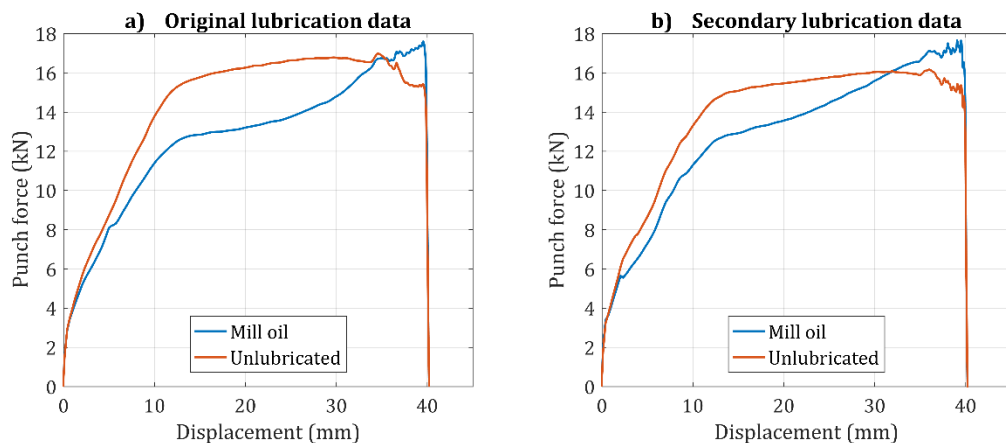 a) Original lubrication data
18
16
14
12
10
8
6
4
2
0
Punch force (kN)
Mill oil
Unlubricated
0 10 20 30 40
Displacement (mm)
b) Secondary lubrication data
18
16
14
12
10
8
6
4
2
0
Punch force (kN)
Mill oil
Unlubricated
0 10 20 30 40
Displacement (mm)